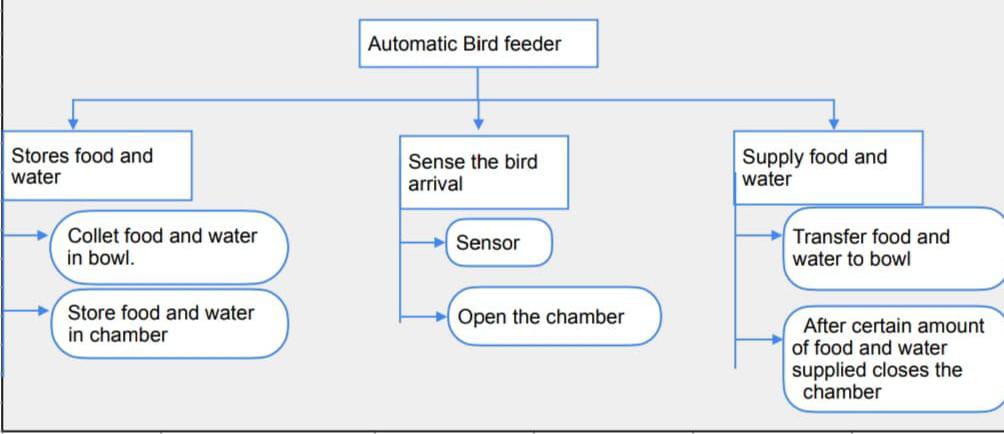 Automatic Bird feeder
Stores food and
water
Collet food and water
in bowl.
Store food and water
in chamber
Sense the bird
arrival
Sensor
Open the chamber
Supply food and
water
Transfer food and
water to bowl
After certain amount
of food and water
supplied closes the
chamber